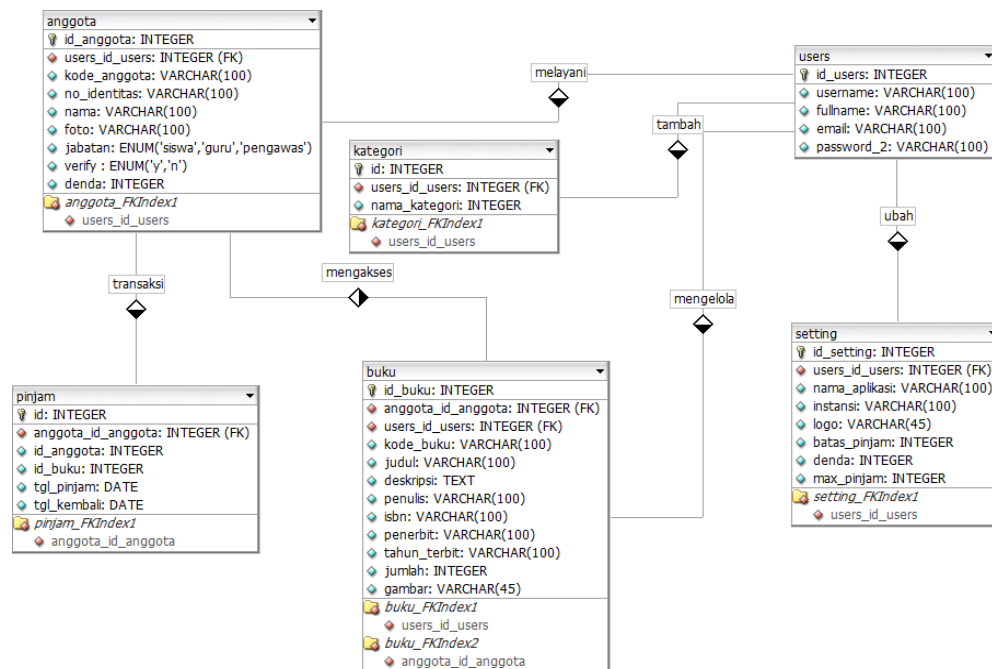 anggota
id_anggota: INTEGER
users_id_users: INTEGER (FK)
kode_anggota: VARCHAR(100)
no_identitas: VARCHAR(100)
nama: VARCHAR(100)
foto: VARCHAR(100)
jabatan: ENUM('siswa','guru','pengawas')
verify : ENUM('y','n')
denda: INTEGER
anggota_FKIndex1
users_id_users
melayani
users
id_users: INTEGER
username: VARCHAR(100)
fullname: VARCHAR(100)
email: VARCHAR(100)
password_2: VARCHAR(100)
tambah
kategori
id: INTEGER
users_id_users: INTEGER (FK)
nama_kategori: INTEGER
kategori_FKIndex1
users_id_users
ubah
transaksi
mengakses
mengelola
setting
id_setting: INTEGER
users_id_users: INTEGER (FK)
nama_aplikasi: VARCHAR(100)
instansi: VARCHAR(100)
logo: VARCHAR(45)
batas_pinjam: INTEGER
denda: INTEGER
max_pinjam: INTEGER
setting_FKIndex1
users_id_users
pinjam
id: INTEGER
anggota_id_anggota: INTEGER (FK)
id_anggota: INTEGER
id_buku: INTEGER
tgl_pinjam: DATE
tgl_kembali: DATE
pinjam_FKIndex1
anggota_id_anggota
buku
id_buku: INTEGER
anggota_id_anggota: INTEGER (FK)
users_id_users: INTEGER (FK)
kode_buku: VARCHAR(100)
judul: VARCHAR(100)
deskripsi: TEXT
penulis: VARCHAR(100)
isbn: VARCHAR(100)
penerbit: VARCHAR(100)
tahun_terbit: VARCHAR(100)
jumlah: INTEGER
gambar: VARCHAR(45)
buku_FKIndex1
users_id_users
buku_FKIndex2
anggota_id_anggota